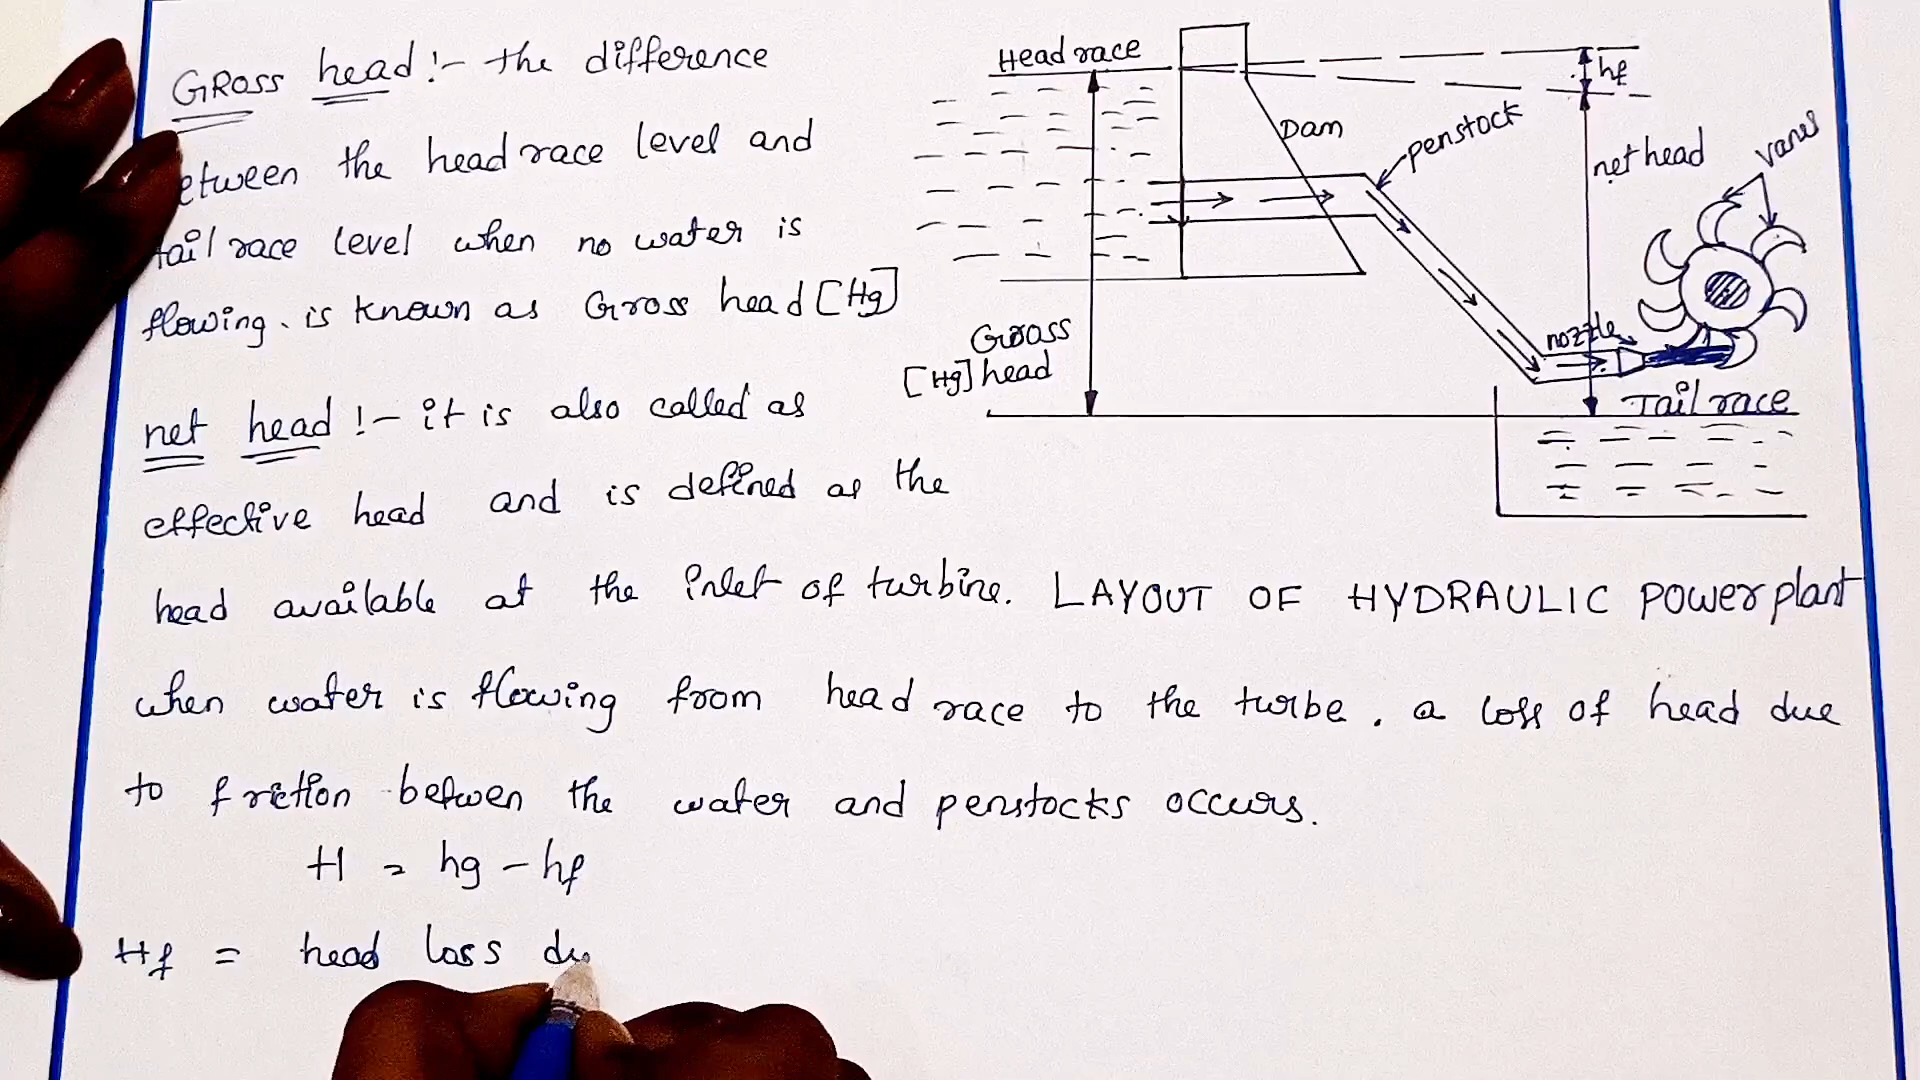 GROSS head :- the difference
etween the head race level and
tail race level when no water is
flowing. is known as Gross head [Hg]
net head :- it is also called as
effective head and is defined as the
head available at the inlet of turbine.
when water is flowing from head race to the turbe. a loss of head due
to friction betwen the water and penstocks occurs.
H = hg - hf
Hf = head loss du
Head race
hf
Dam
penstock
net head
vanes
nozzle
Gross
[Hg] head
Tail race
LAYOUT OF HYDRAULIC POWER plant